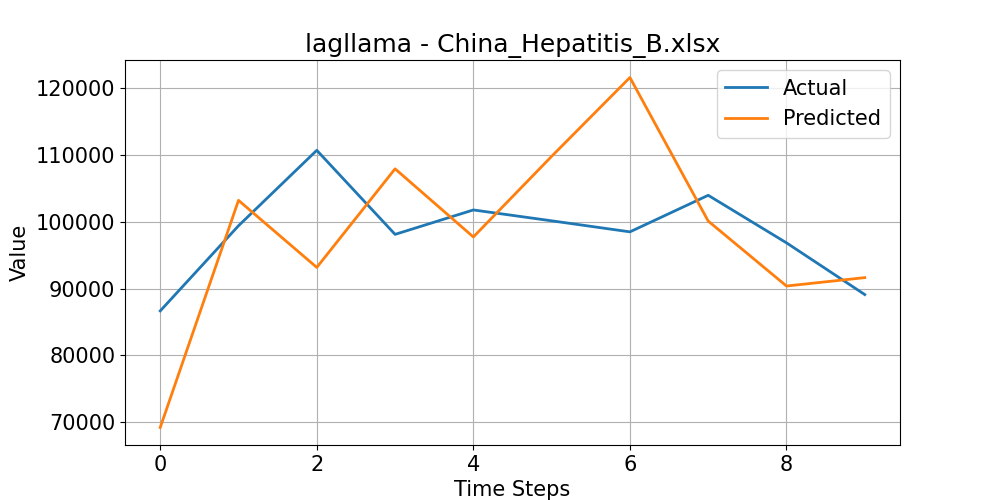 lagllama - China_Hepatitis_B.xlsx
Actual
Predicted
Value
120000
110000
100000
90000
80000
70000
0 2 4 6 8
Time Steps